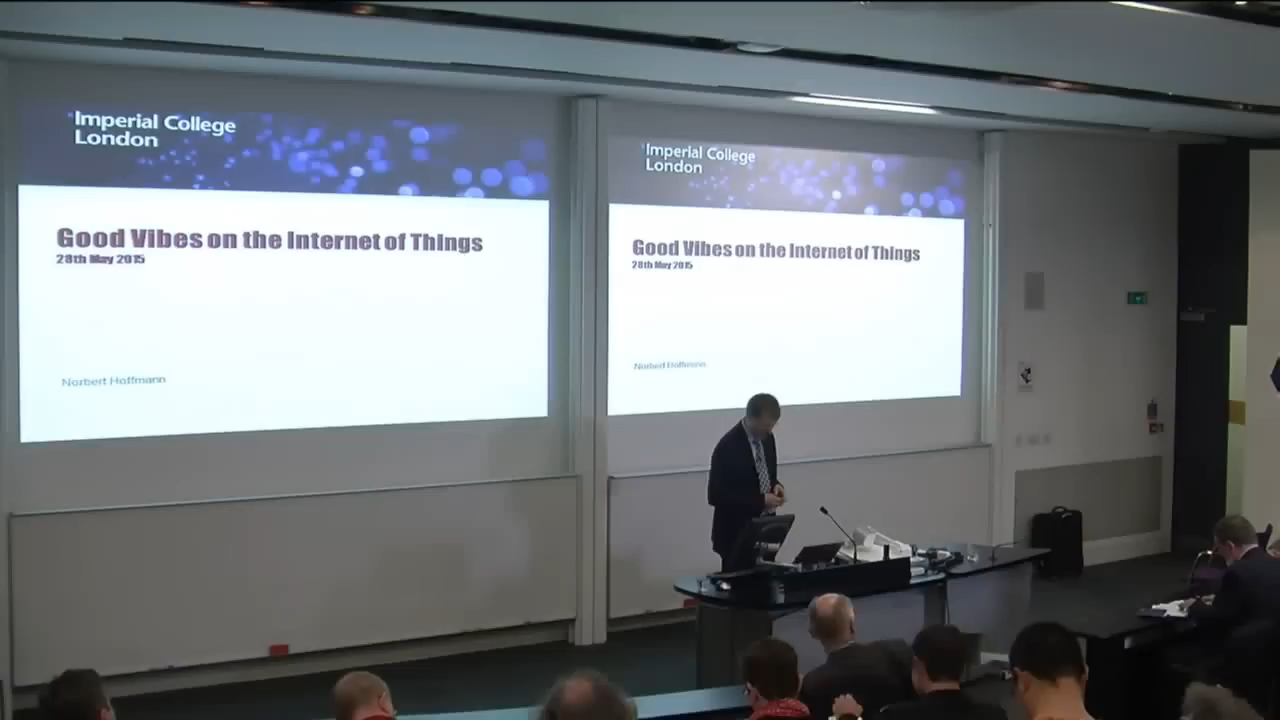 Imperial College
London
Good Vibes on the Internet of Things
28th May 2015
Norbert Hoffmann
Imperial College
London
Good Vibes on the Internet of Things
28th May 2015
Norbert Hoffmann